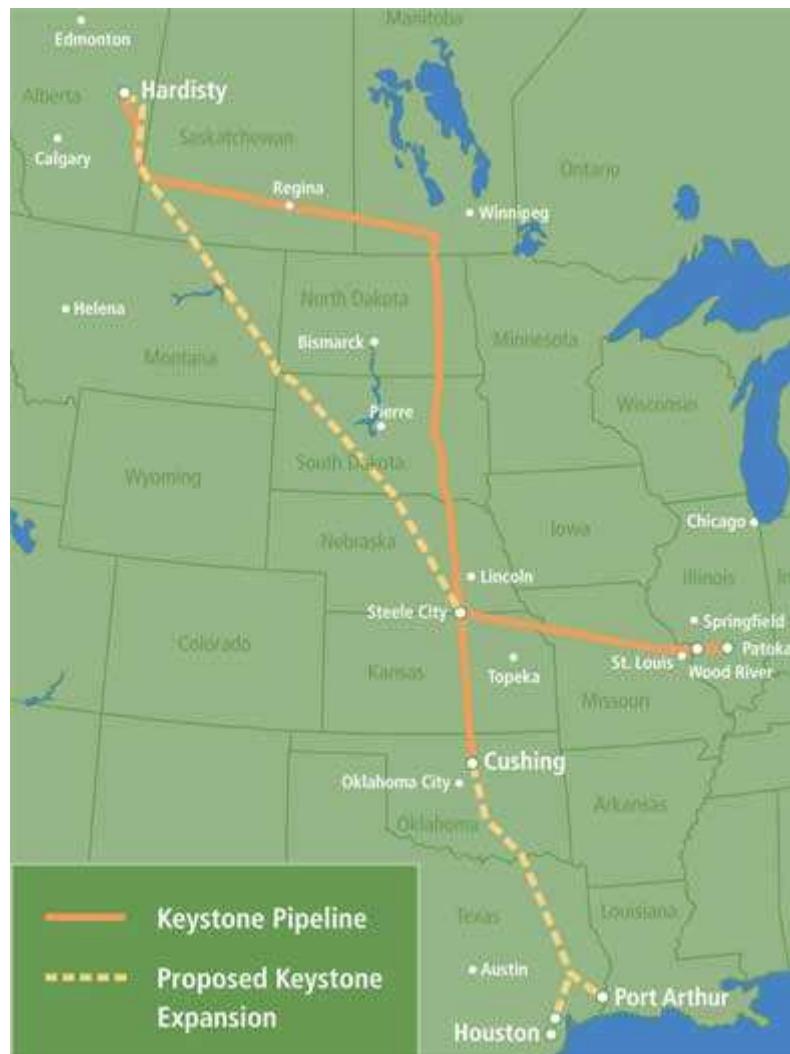 Manitoba
Edmonton
Hardisty
Alberta
Saskatchewan
Calgary
Ontario
Regina
Winnipeg
North Dakota
Helena
Minnesota
Bismarck
Montana
Wisconsin
Pierre
South Dakota
Wyoming
Chicago
Iowa
Nebraska
Lincoln
Illinois
In
Steele City
Springfield
Colorado
Patoka
St. Louis
Wood River
Kansas
Topeka
Missouri
Cushing
Oklahoma City
Arkansas
Oklahoma
Keystone Pipeline
Texas
Louisiana
Austin
Proposed Keystone
Expansion
Port Arthur
Houston